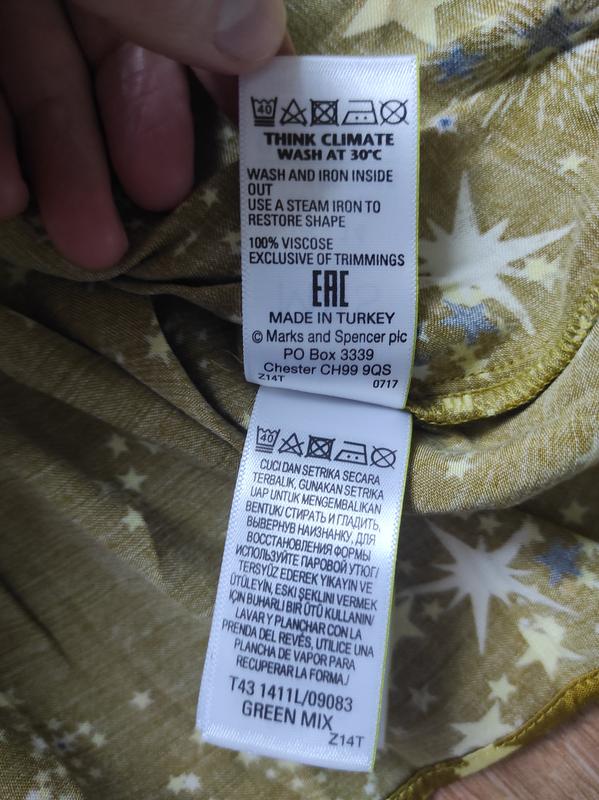 40
THINK CLIMATE
WASH AT 30°C
WASH AND IRON INSIDE
OUT
USE A STEAM IRON TO
RESTORE SHAPE
100% VISCOSE
EXCLUSIVE OF TRIMMINGS
EAC
MADE IN TURKEY
© Marks and Spencer plc
PO Box 3339
Chester CH99 9QS
Z14T 0717
40
CUCI DAN SETRIKA SECARA
TERBALIK, GUNAKAN SETRIKA
UAP UNTUK MENGEMBALIKAN
BENTUK/ СТИРАТЬ И ГЛАДИТЬ,
ВЫВЕРНУВ НАИЗНАНКУ, ДЛЯ
ВОССТАНОВЛЕНИЯ ФОРМЫ
ИСПОЛЬЗУЙТЕ ПАРОВОЙ УТЮГ/
TERSYÜZ EDEREK YIKAYIN VE
ÜTÜLEYİN, ESKİ ŞEKLİNİ VERMEK
İÇİN BUHARLI BİR ÜTÜ KULLANIN/
LAVAR Y PLANCHAR CON LA
PRENDA DEL REVÉS, UTILICE UNA
PLANCHA DE VAPOR PARA
RECUPERAR LA FORMA./
T43 1411L/09083
GREEN MIX
Z14T